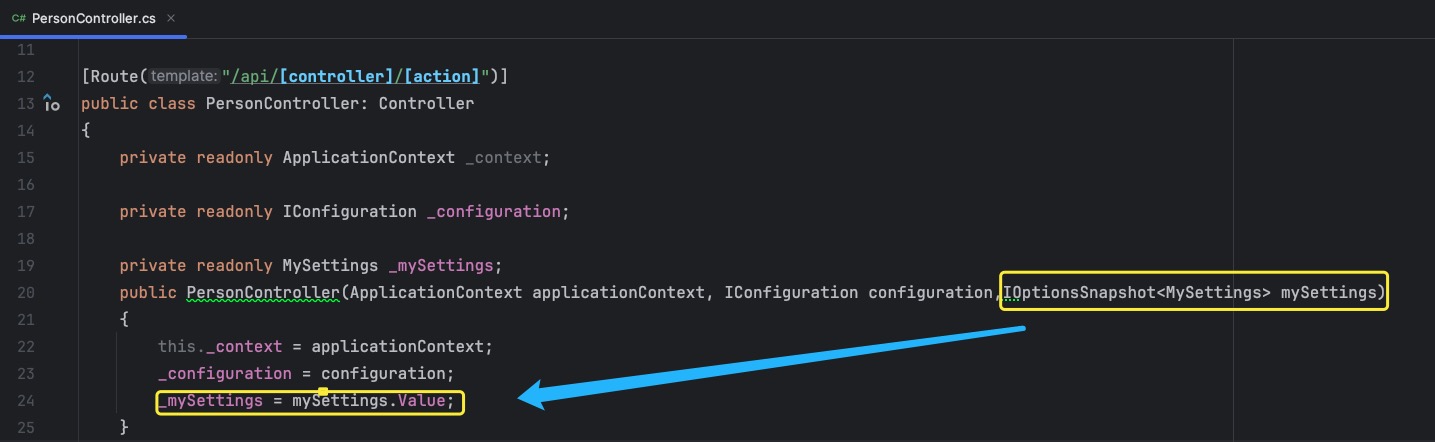 C# PersonController.cs ×
11
12 [Route(template:"/api/[controller]/[action]")]
13 public class PersonController: Controller
14 {
15 private readonly ApplicationContext _context;
16
17 private readonly IConfiguration _configuration;
18
19 private readonly MySettings _mySettings;
20 public PersonController(ApplicationContext applicationContext, IConfiguration configuration,IOptionsSnapshot<MySettings> mySettings)
21 {
22 this._context = applicationContext;
23 _configuration = configuration;
24 _mySettings = mySettings.Value;
25 }